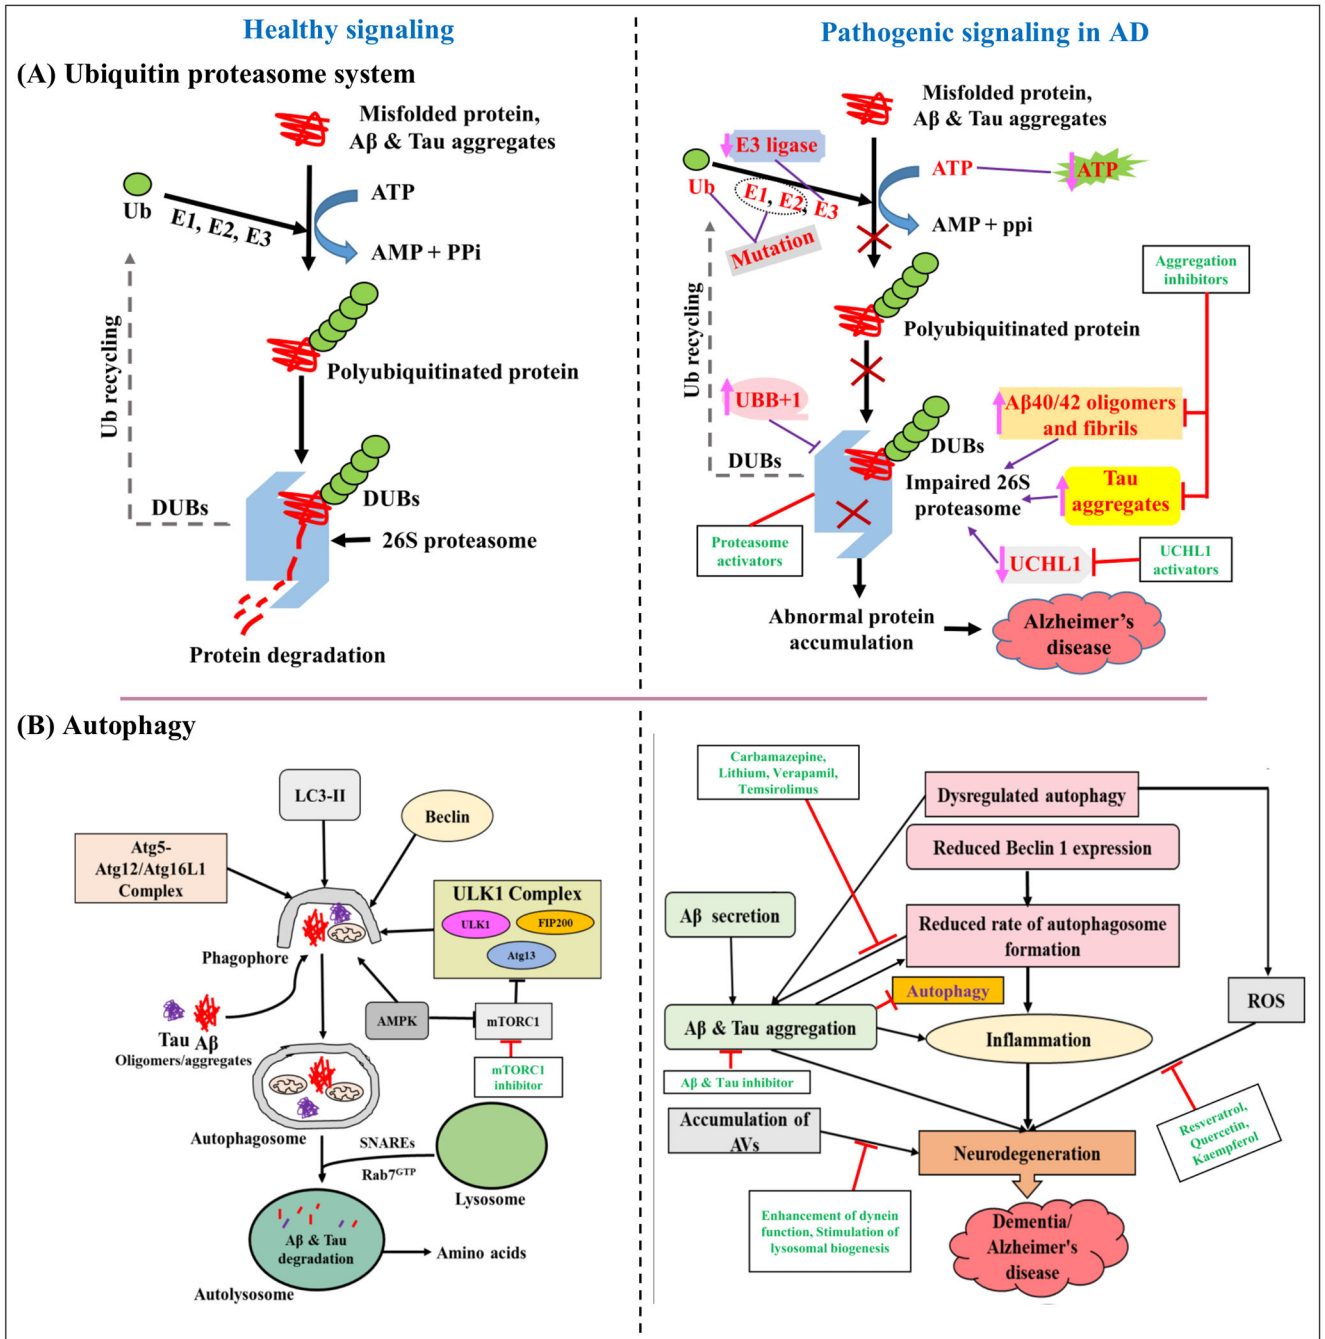 Healthy signaling
Pathogenic signaling in AD
(A) Ubiquitin proteasome system
Misfolded protein,
Aβ & Tau aggregates
ATP
Ub
E1, E2, E3
AMP + PPi
Ub recycling
Polyubiquitinated protein
DUBs
DUBs
26S proteasome
Protein degradation
Misfolded protein,
Aβ & Tau aggregates
E3 ligase
ATP
ATP
Ub
E1, E2, E3
Mutation
AMP + ppi
Aggregation
inhibitors
Ub recycling
Polyubiquitinated protein
UBB+1
Aβ40/42 oligomers
and fibrils
DUBs
DUBs
Impaired 26S
proteasome
Tau
aggregates
Proteasome
activators
UCHL1
UCHL1
activators
Abnormal protein
accumulation
Alzheimer’s
disease
(B) Autophagy
LC3-II
Beclin
Atg5-
Atg12/Atg16L1
Complex
ULK1 Complex
ULK1
FIP200
Atg13
Phagophore
AMPK
mTORC1
Tau Aβ
Oligomers/aggregates
mTORC1
inhibitor
Autophagosome
SNAREs
Rab7ᴳᵀᴾ
Lysosome
Aβ & Tau
degradation
Amino acids
Autolysosome
Carbamazepine,
Lithium, Verapamil,
Temsirolimus
Dysregulated autophagy
Reduced Beclin 1 expression
Aβ secretion
Reduced rate of autophagosome
formation
Autophagy
ROS
Aβ & Tau aggregation
Inflammation
Aβ & Tau inhibitor
Accumulation of
AVs
Resveratrol,
Quercetin,
Kaempferol
Neurodegeneration
Enhancement of dynein
function, Stimulation of
lysosomal biogenesis
Dementia/
Alzheimer's
disease